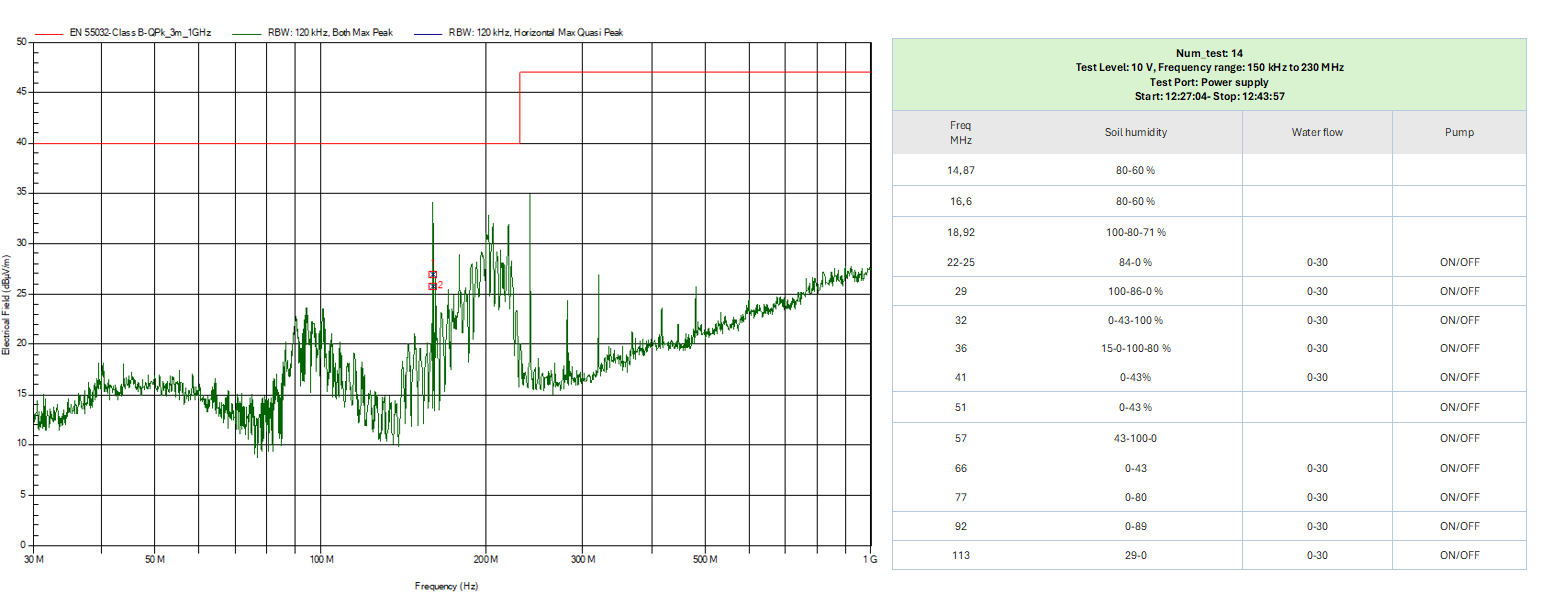 EN 55032-Class B-QPk_3m_1GHz RBW: 120 kHz, Both Max Peak RBW: 120 kHz, Horizontal Max Quasi Peak
50
45
40
35
30
25
20
15
10
5
0
Electrical Field (dBµV/m)
2
30 M 50 M 100 M 200 M 300 M 500 M 1 G
Frequency (Hz)
Num_test: 14
Test Level: 10 V, Frequency range: 150 kHz to 230 MHz
Test Port: Power supply
Start: 12:27:04- Stop: 12:43:57
Freq
MHz Soil humidity Water flow Pump
14,87 80-60 %
16,6 80-60 %
18,92 100-80-71 %
22-25 84-0 % 0-30 ON/OFF
29 100-86-0 % 0-30 ON/OFF
32 0-43-100 % 0-30 ON/OFF
36 15-0-100-80 % 0-30 ON/OFF
41 0-43% 0-30 ON/OFF
51 0-43 % ON/OFF
57 43-100-0 ON/OFF
66 0-43 0-30 ON/OFF
77 0-80 0-30 ON/OFF
92 0-89 0-30 ON/OFF
113 29-0 0-30 ON/OFF